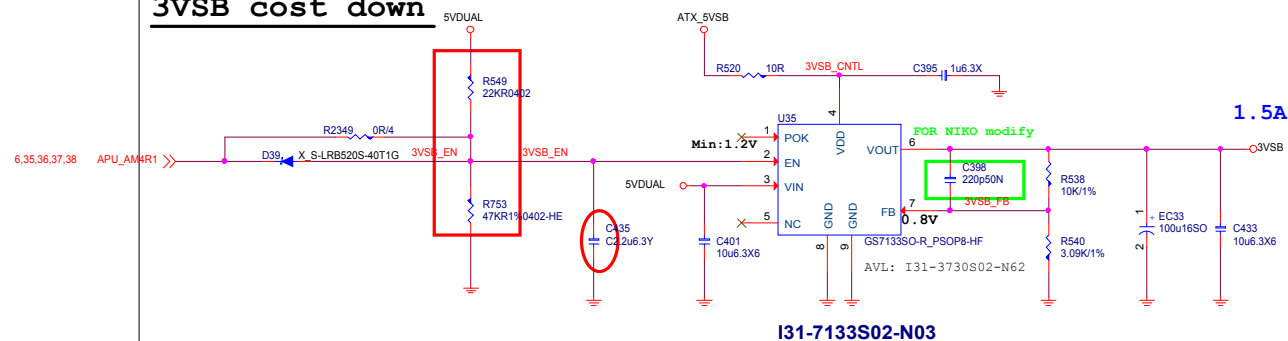 3VSB cost down
5VDUAL
R549
22KR0402
R2349
0R/4
6,35,36,37,38
APU_AM4R1
D39
X_S-LRB520S-40T1G
3VSB_EN
3VSB_EN
R753
47KR1%0402-HE
C435
C2.2u6.3Y
ATX_5VSB
R520
10R
3VSB_CNTL
C395
1u6.3X
U35
4
VDD
1
POK
Min:1.2V
2
EN
5VDUAL
3
VIN
5
NC
C401
10u6.3X6
GND
GND
8
9
VOUT
6
FOR NIKO modify
FB
7
0.8V
GS7133SO-R_PSOP8-HF
AVL: I31-3730S02-N62
C398
220p50N
3VSB_FB
R538
10K/1%
R540
3.09K/1%
1.5A
3VSB
1
+
EC33
100u16SO
2
C433
10u6.3X6
I31-7133S02-N03